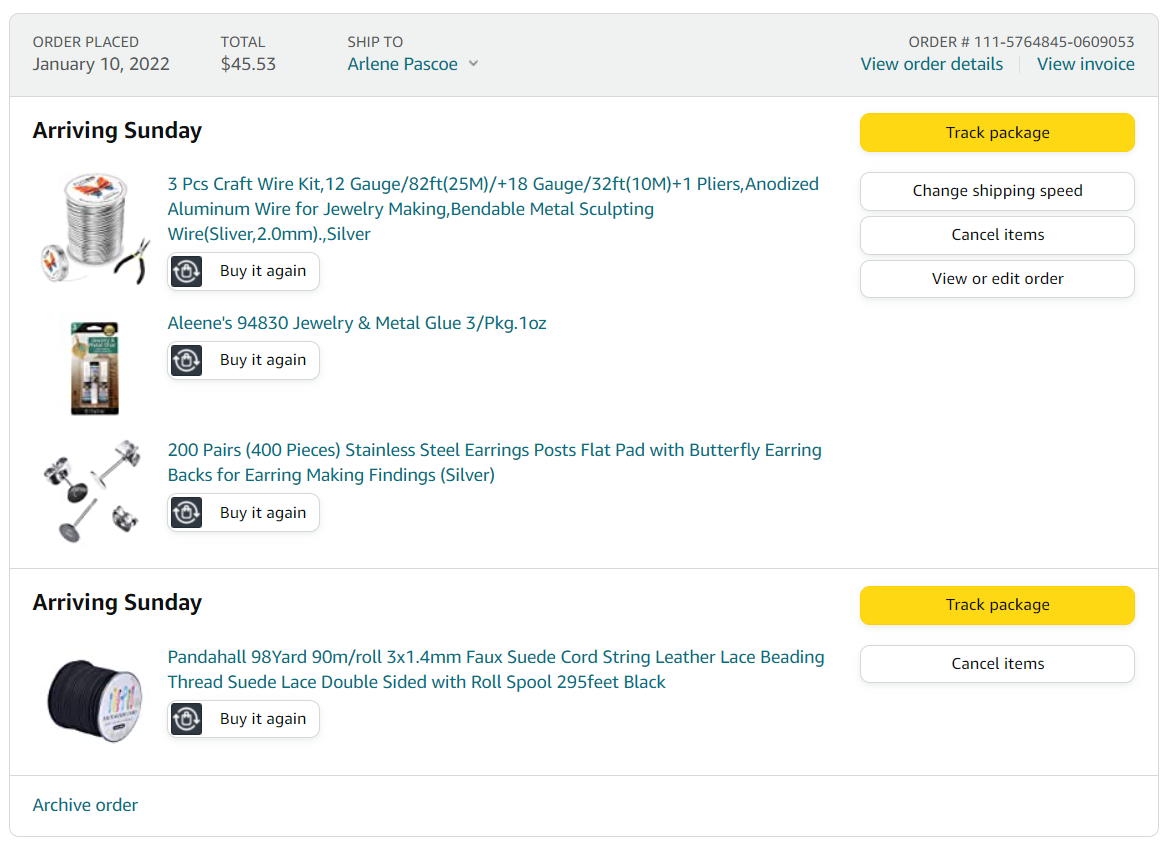 ORDER PLACED
January 10, 2022
TOTAL
$45.53
SHIP TO
Arlene Pascoe
ORDER # 111-5764845-0609053
View order details
View invoice
Arriving Sunday
Track package
3 Pcs Craft Wire Kit,12 Gauge/82ft(25M)/+18 Gauge/32ft(10M)+1 Pliers,Anodized
Aluminum Wire for Jewelry Making,Bendable Metal Sculpting
Wire(Sliver,2.0mm).,Silver
Buy it again
Change shipping speed
Cancel items
View or edit order
Aleene's 94830 Jewelry & Metal Glue 3/Pkg.1oz
Buy it again
200 Pairs (400 Pieces) Stainless Steel Earrings Posts Flat Pad with Butterfly Earring
Backs for Earring Making Findings (Silver)
Buy it again
Arriving Sunday
Track package
Pandahall 98Yard 90m/roll 3x1.4mm Faux Suede Cord String Leather Lace Beading
Thread Suede Lace Double Sided with Roll Spool 295feet Black
Buy it again
Cancel items
Archive order